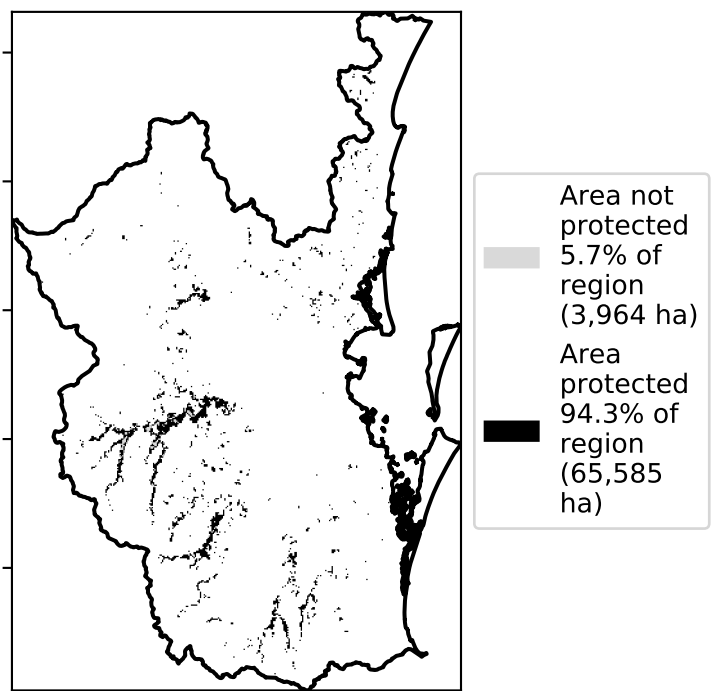 Area not
protected
5.7% of
region
(3,964 ha)
Area
protected
94.3% of
region
(65,585
ha)